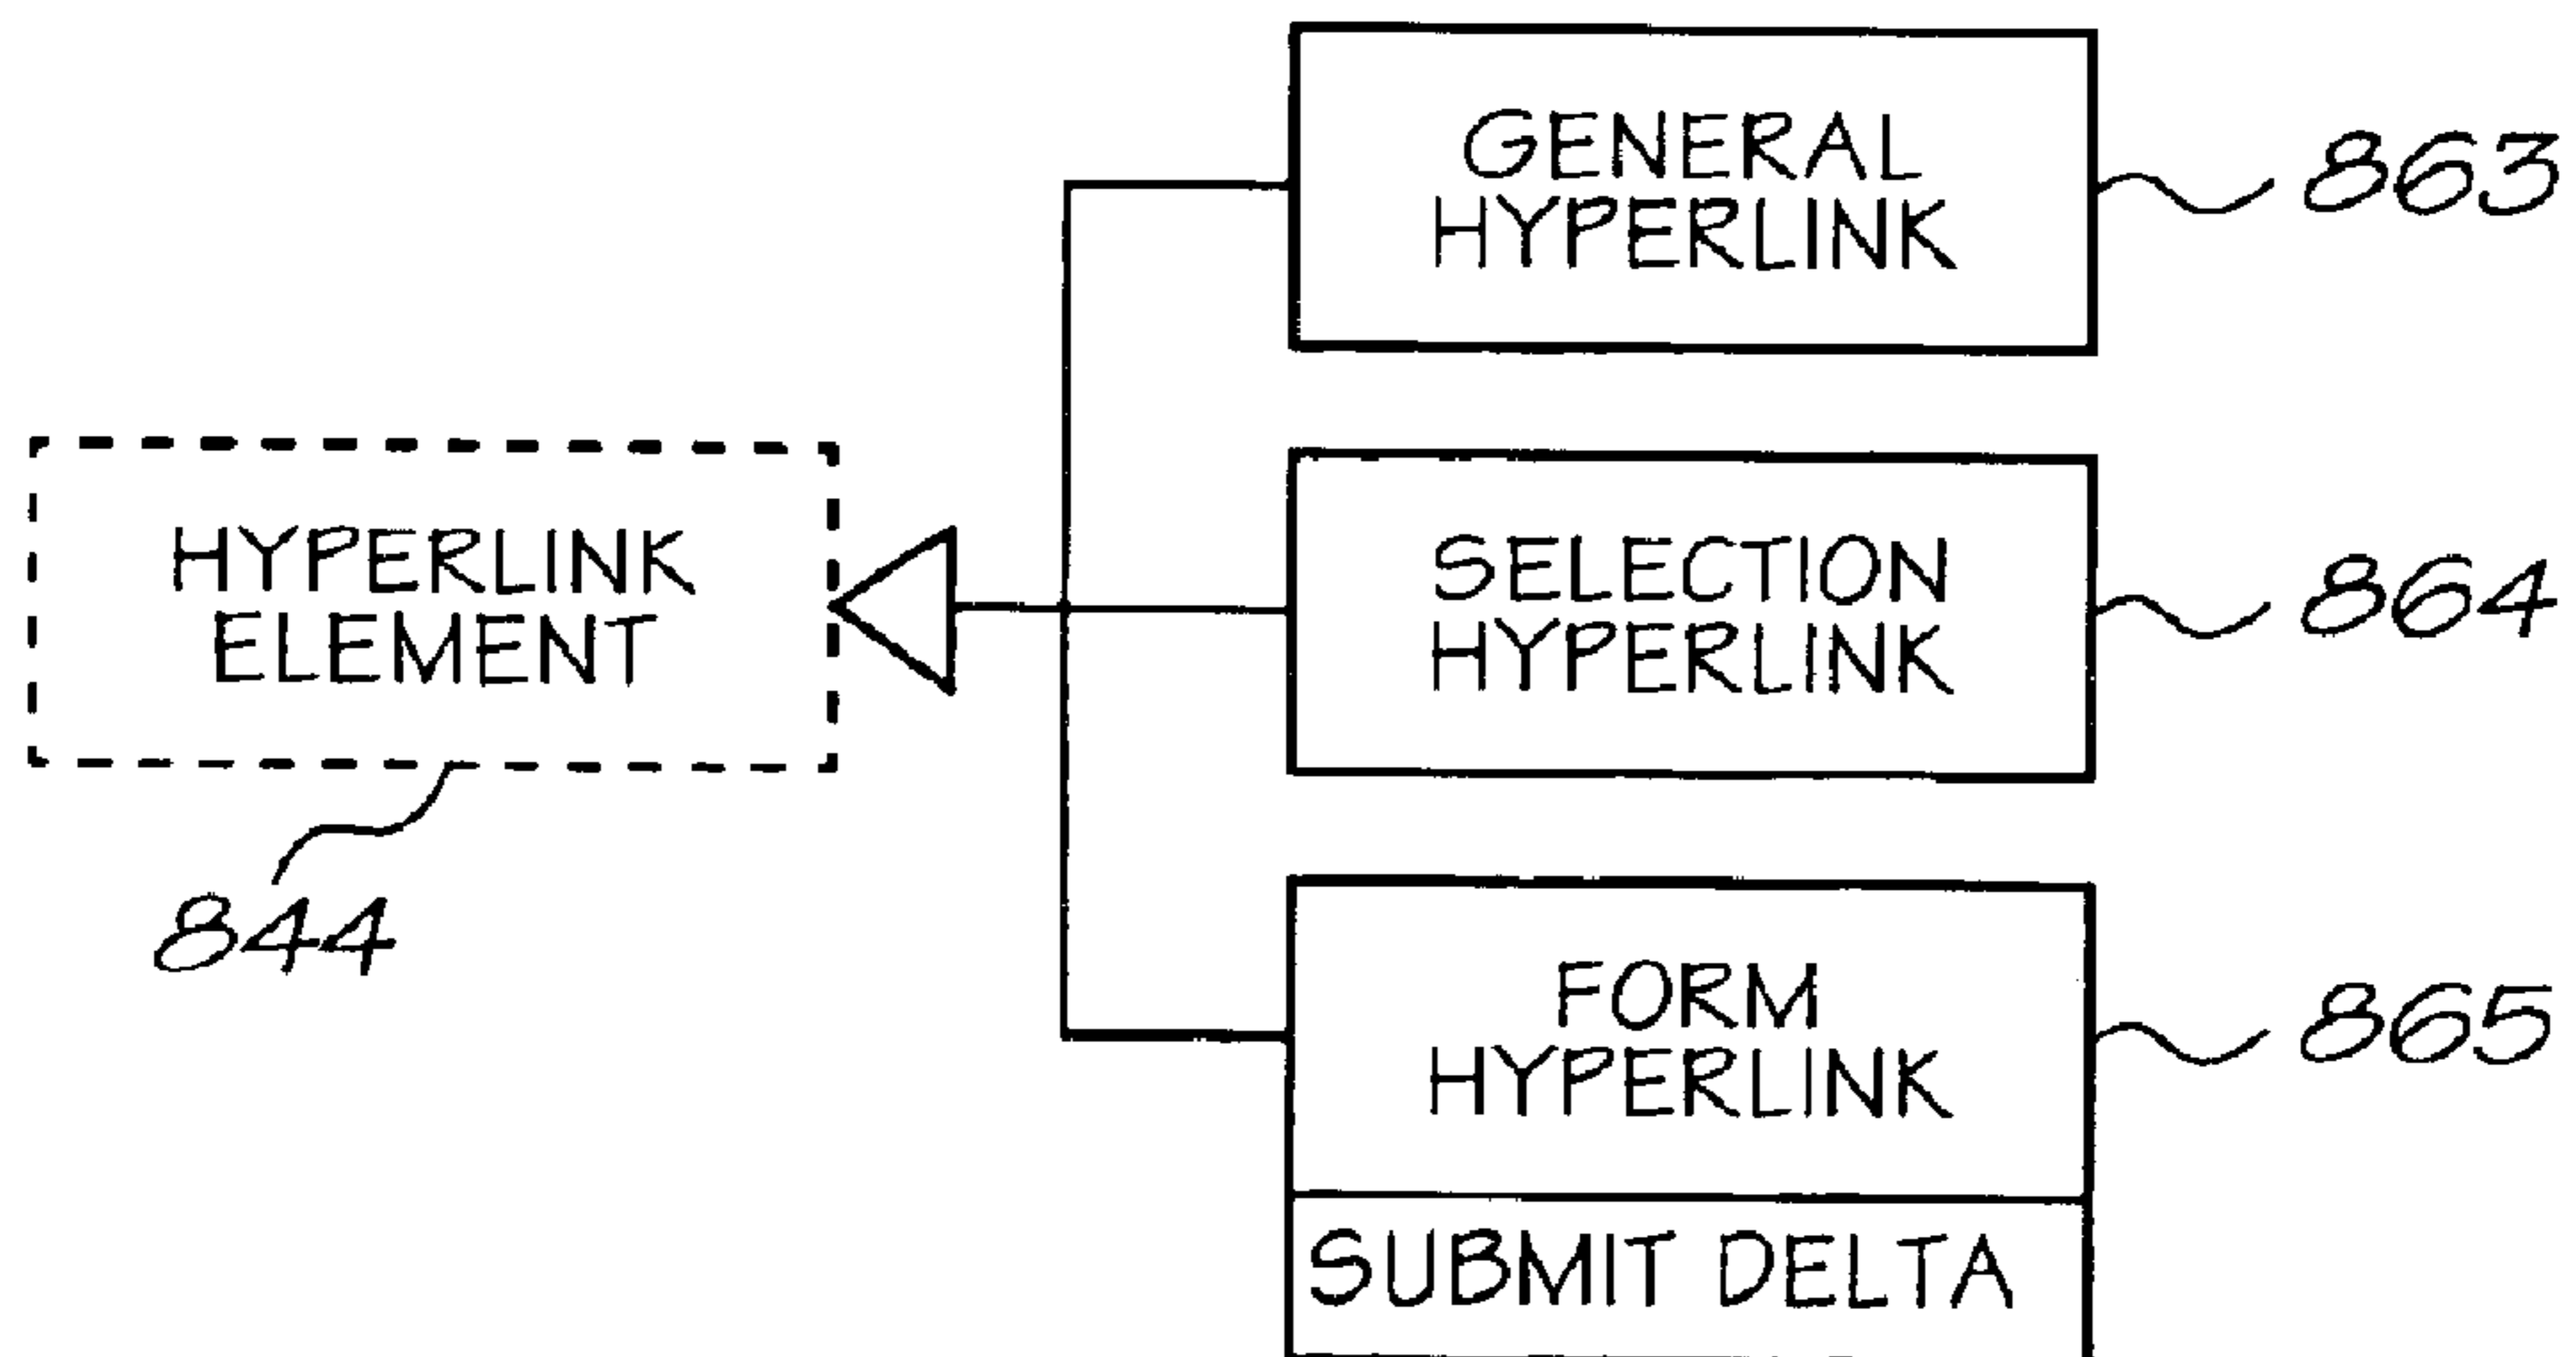 GENERAL
HYPERLINK
863
HYPERLINK
ELEMENT
844
SELECTION
HYPERLINK
864
FORM
HYPERLINK
865
SUBMIT DELTA